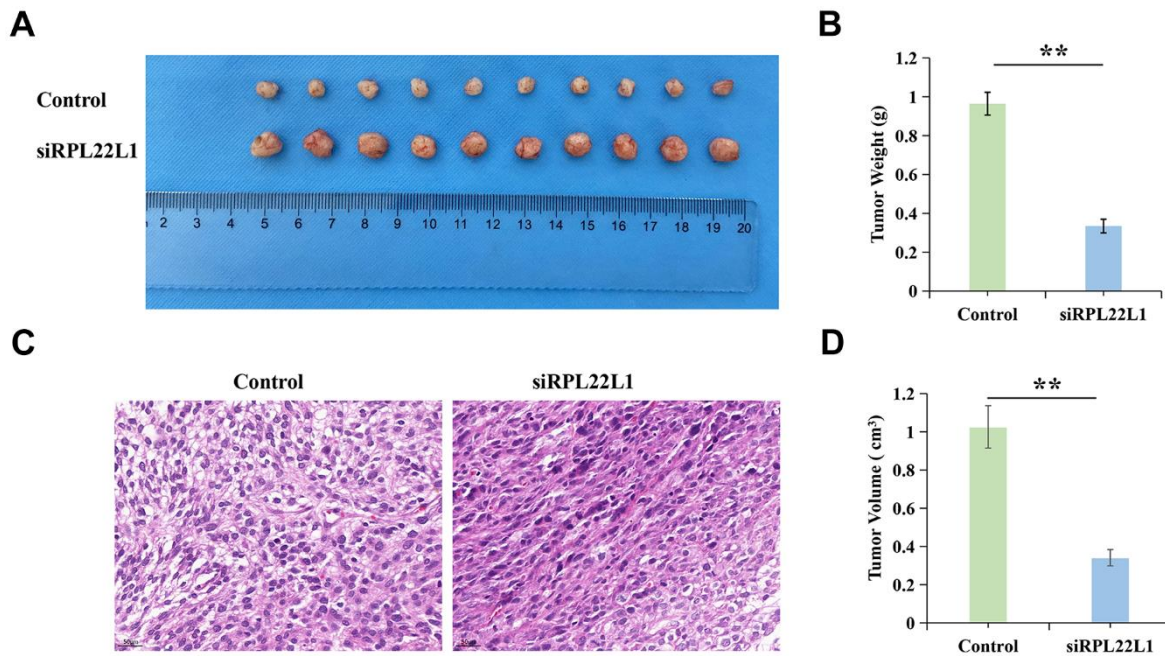 A
Control
siRPL22L1
2 3 4 5 6 7 8 9 10 11 12 13 14 15 16 17 18 19 20
B
Tumor Weight (g)
1.2
1
0.8
0.6
0.4
0.2
0
**
Control siRPL22L1
C
Control siRPL22L1
50μm
D
Tumor Volume ( cm³)
1.2
1
0.8
0.6
0.4
0.2
0
**
Control siRPL22L1